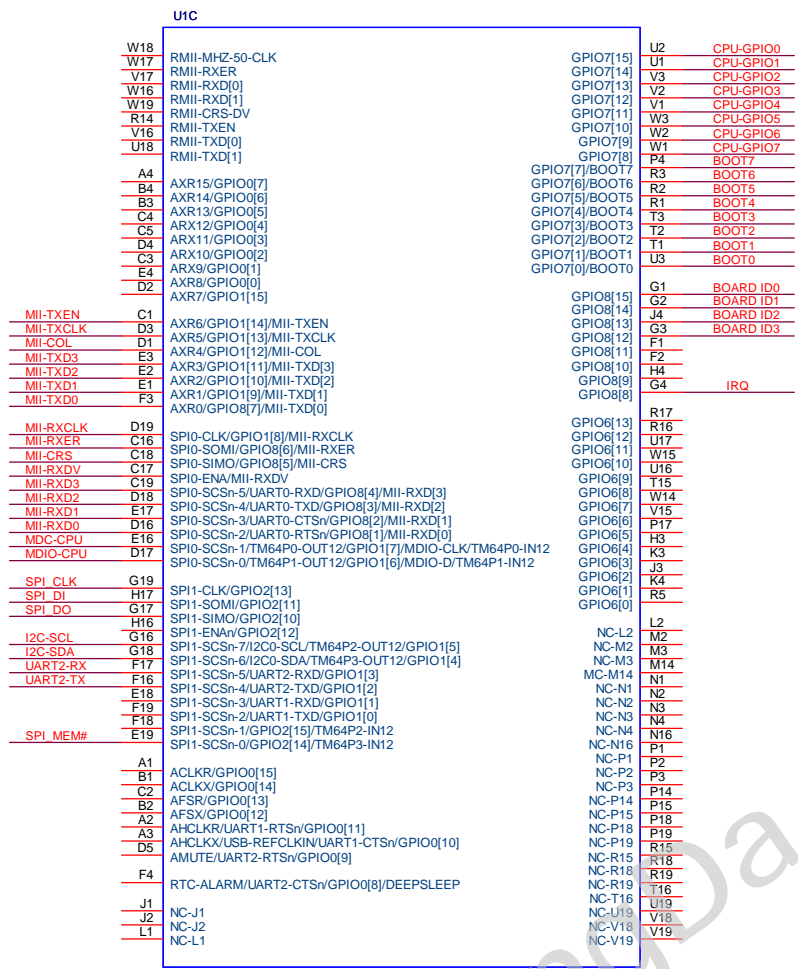 U1C
W18 RMII-MHZ-50-CLK
W17 RMII-RXER
V17 RMII-RXD[0]
W16 RMII-RXD[1]
W19 RMII-CRS-DV
R14 RMII-TXEN
V16 RMII-TXD[0]
U18 RMII-TXD[1]
A4 AXR15/GPIO0[7]
B4 AXR14/GPIO0[6]
B3 AXR13/GPIO0[5]
C4 AXR12/GPIO0[4]
C5 AXR11/GPIO0[3]
D4 AXR10/GPIO0[2]
C3 ARX9/GPIO0[1]
E4 AXR8/GPIO0[0]
D2 AXR7/GPIO1[15]
MII-TXEN C1 AXR6/GPIO1[14]/MII-TXEN
MII-TXCLK D3 AXR5/GPIO1[13]/MII-TXCLK
MII-COL D1 AXR4/GPIO1[12]/MII-COL
MII-TXD3 E3 AXR3/GPIO1[11]/MII-TXD[3]
MII-TXD2 E2 AXR2/GPIO1[10]/MII-TXD[2]
MII-TXD1 E1 AXR1/GPIO1[9]/MII-TXD[1]
MII-TXD0 F3 AXR0/GPIO8[7]/MII-TXD[0]
MII-RXCLK D19 SPI0-CLK/GPIO1[8]/MII-RXCLK
MII-RXER C16 SPI0-SOMI/GPIO8[6]/MII-RXER
MII-CRS C18 SPI0-SIMO/GPIO8[5]/MII-CRS
MII-RXDV C17 SPI0-ENA/MII-RXDV
MII-RXD3 C19 SPI0-SCSn-5/UART0-RXD/GPIO8[4]/MII-RXD[3]
MII-RXD2 D18 SPI0-SCSn-4/UART0-TXD/GPIO8[3]/MII-RXD[2]
MII-RXD1 E17 SPI0-SCSn-3/UART0-CTSn/GPIO8[2]/MII-RXD[1]
MII-RXD0 D16 SPI0-SCSn-2/UART0-RTSn/GPIO8[1]/MII-RXD[0]
MDC-CPU E16 SPI0-SCSn-1/TM64P0-OUT12/GPIO1[7]/MDIO-CLK/TM64P0-IN12
MDIO-CPU D17 SPI0-SCSn-0/TM64P1-OUT12/GPIO1[6]/MDIO-D/TM64P1-IN12
SPI_CLK G19 SPI1-CLK/GPIO2[13]
SPI_DI H17 SPI1-SOMI/GPIO2[11]
SPI_DO G17 SPI1-SIMO/GPIO2[10]
H16 SPI1-ENAn/GPIO2[12]
I2C-SCL G16 SPI1-SCSn-7/I2C0-SCL/TM64P2-OUT12/GPIO1[5]
I2C-SDA G18 SPI1-SCSn-6/I2C0-SDA/TM64P3-OUT12/GPIO1[4]
UART2-RX F17 SPI1-SCSn-5/UART2-RXD/GPIO1[3]
UART2-TX F16 SPI1-SCSn-4/UART2-TXD/GPIO1[2]
E18 SPI1-SCSn-3/UART1-RXD/GPIO1[1]
F19 SPI1-SCSn-2/UART1-TXD/GPIO1[0]
F18 SPI1-SCSn-1/GPIO2[15]/TM64P2-IN12
SPI_MEM# E19 SPI1-SCSn-0/GPIO2[14]/TM64P3-IN12
A1 ACLKR/GPIO0[15]
B1 ACLKX/GPIO0[14]
C2 AFSR/GPIO0[13]
B2 AFSX/GPIO0[12]
A2 AHCLKR/UART1-RTSn/GPIO0[11]
A3 AHCLKX/USB-REFCLKIN/UART1-CTSn/GPIO0[10]
D5 AMUTE/UART2-RTSn/GPIO0[9]
F4 RTC-ALARM/UART2-CTSn/GPIO0[8]/DEEPSLEEP
J1 NC-J1
J2 NC-J2
L1 NC-L1
GPIO7[15] U2 CPU-GPIO0
GPIO7[14] U1 CPU-GPIO1
GPIO7[13] V3 CPU-GPIO2
GPIO7[12] V2 CPU-GPIO3
GPIO7[11] V1 CPU-GPIO4
GPIO7[10] W3 CPU-GPIO5
GPIO7[9] W2 CPU-GPIO6
GPIO7[8] W1 CPU-GPIO7
GPIO7[7]/BOOT7 P4 BOOT7
GPIO7[6]/BOOT6 R3 BOOT6
GPIO7[5]/BOOT5 R2 BOOT5
GPIO7[4]/BOOT4 R1 BOOT4
GPIO7[3]/BOOT3 T3 BOOT3
GPIO7[2]/BOOT2 T2 BOOT2
GPIO7[1]/BOOT1 T1 BOOT1
GPIO7[0]/BOOT0 U3 BOOT0
GPIO8[15] G1 BOARD ID0
GPIO8[14] G2 BOARD ID1
GPIO8[13] J4 BOARD ID2
GPIO8[12] G3 BOARD ID3
GPIO8[11] F1
GPIO8[10] F2
GPIO8[9] H4
GPIO8[8] G4 IRQ
GPIO6[13] R17
GPIO6[12] R16
GPIO6[11] U17
GPIO6[10] W15
GPIO6[9] U16
GPIO6[8] T15
GPIO6[7] W14
GPIO6[6] V15
GPIO6[5] P17
GPIO6[4] H3
GPIO6[3] K3
GPIO6[2] J3
GPIO6[1] K4
GPIO6[0] R5
NC-L2 L2
NC-M2 M2
NC-M3 M3
MC-M14 M14
NC-N1 N1
NC-N2 N2
NC-N3 N3
NC-N4 N4
NC-N16 N16
NC-P1 P1
NC-P2 P2
NC-P3 P3
NC-P14 P14
NC-P15 P15
NC-P18 P18
NC-P19 P19
NC-R15 R15
NC-R18 R18
NC-R19 R19
NC-T16 T16
NC-U19 U19
NC-V18 V18
NC-V19 V19